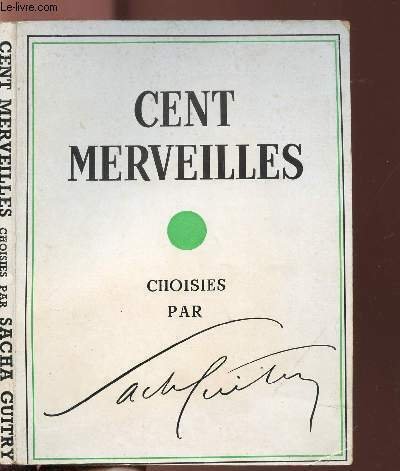 Le-livre.com
CENT
MERVEILLES
CHOISIES
PAR
Sacha Guitry
CENT MERVEILLES CHOISIES PAR SACHA GUITRY